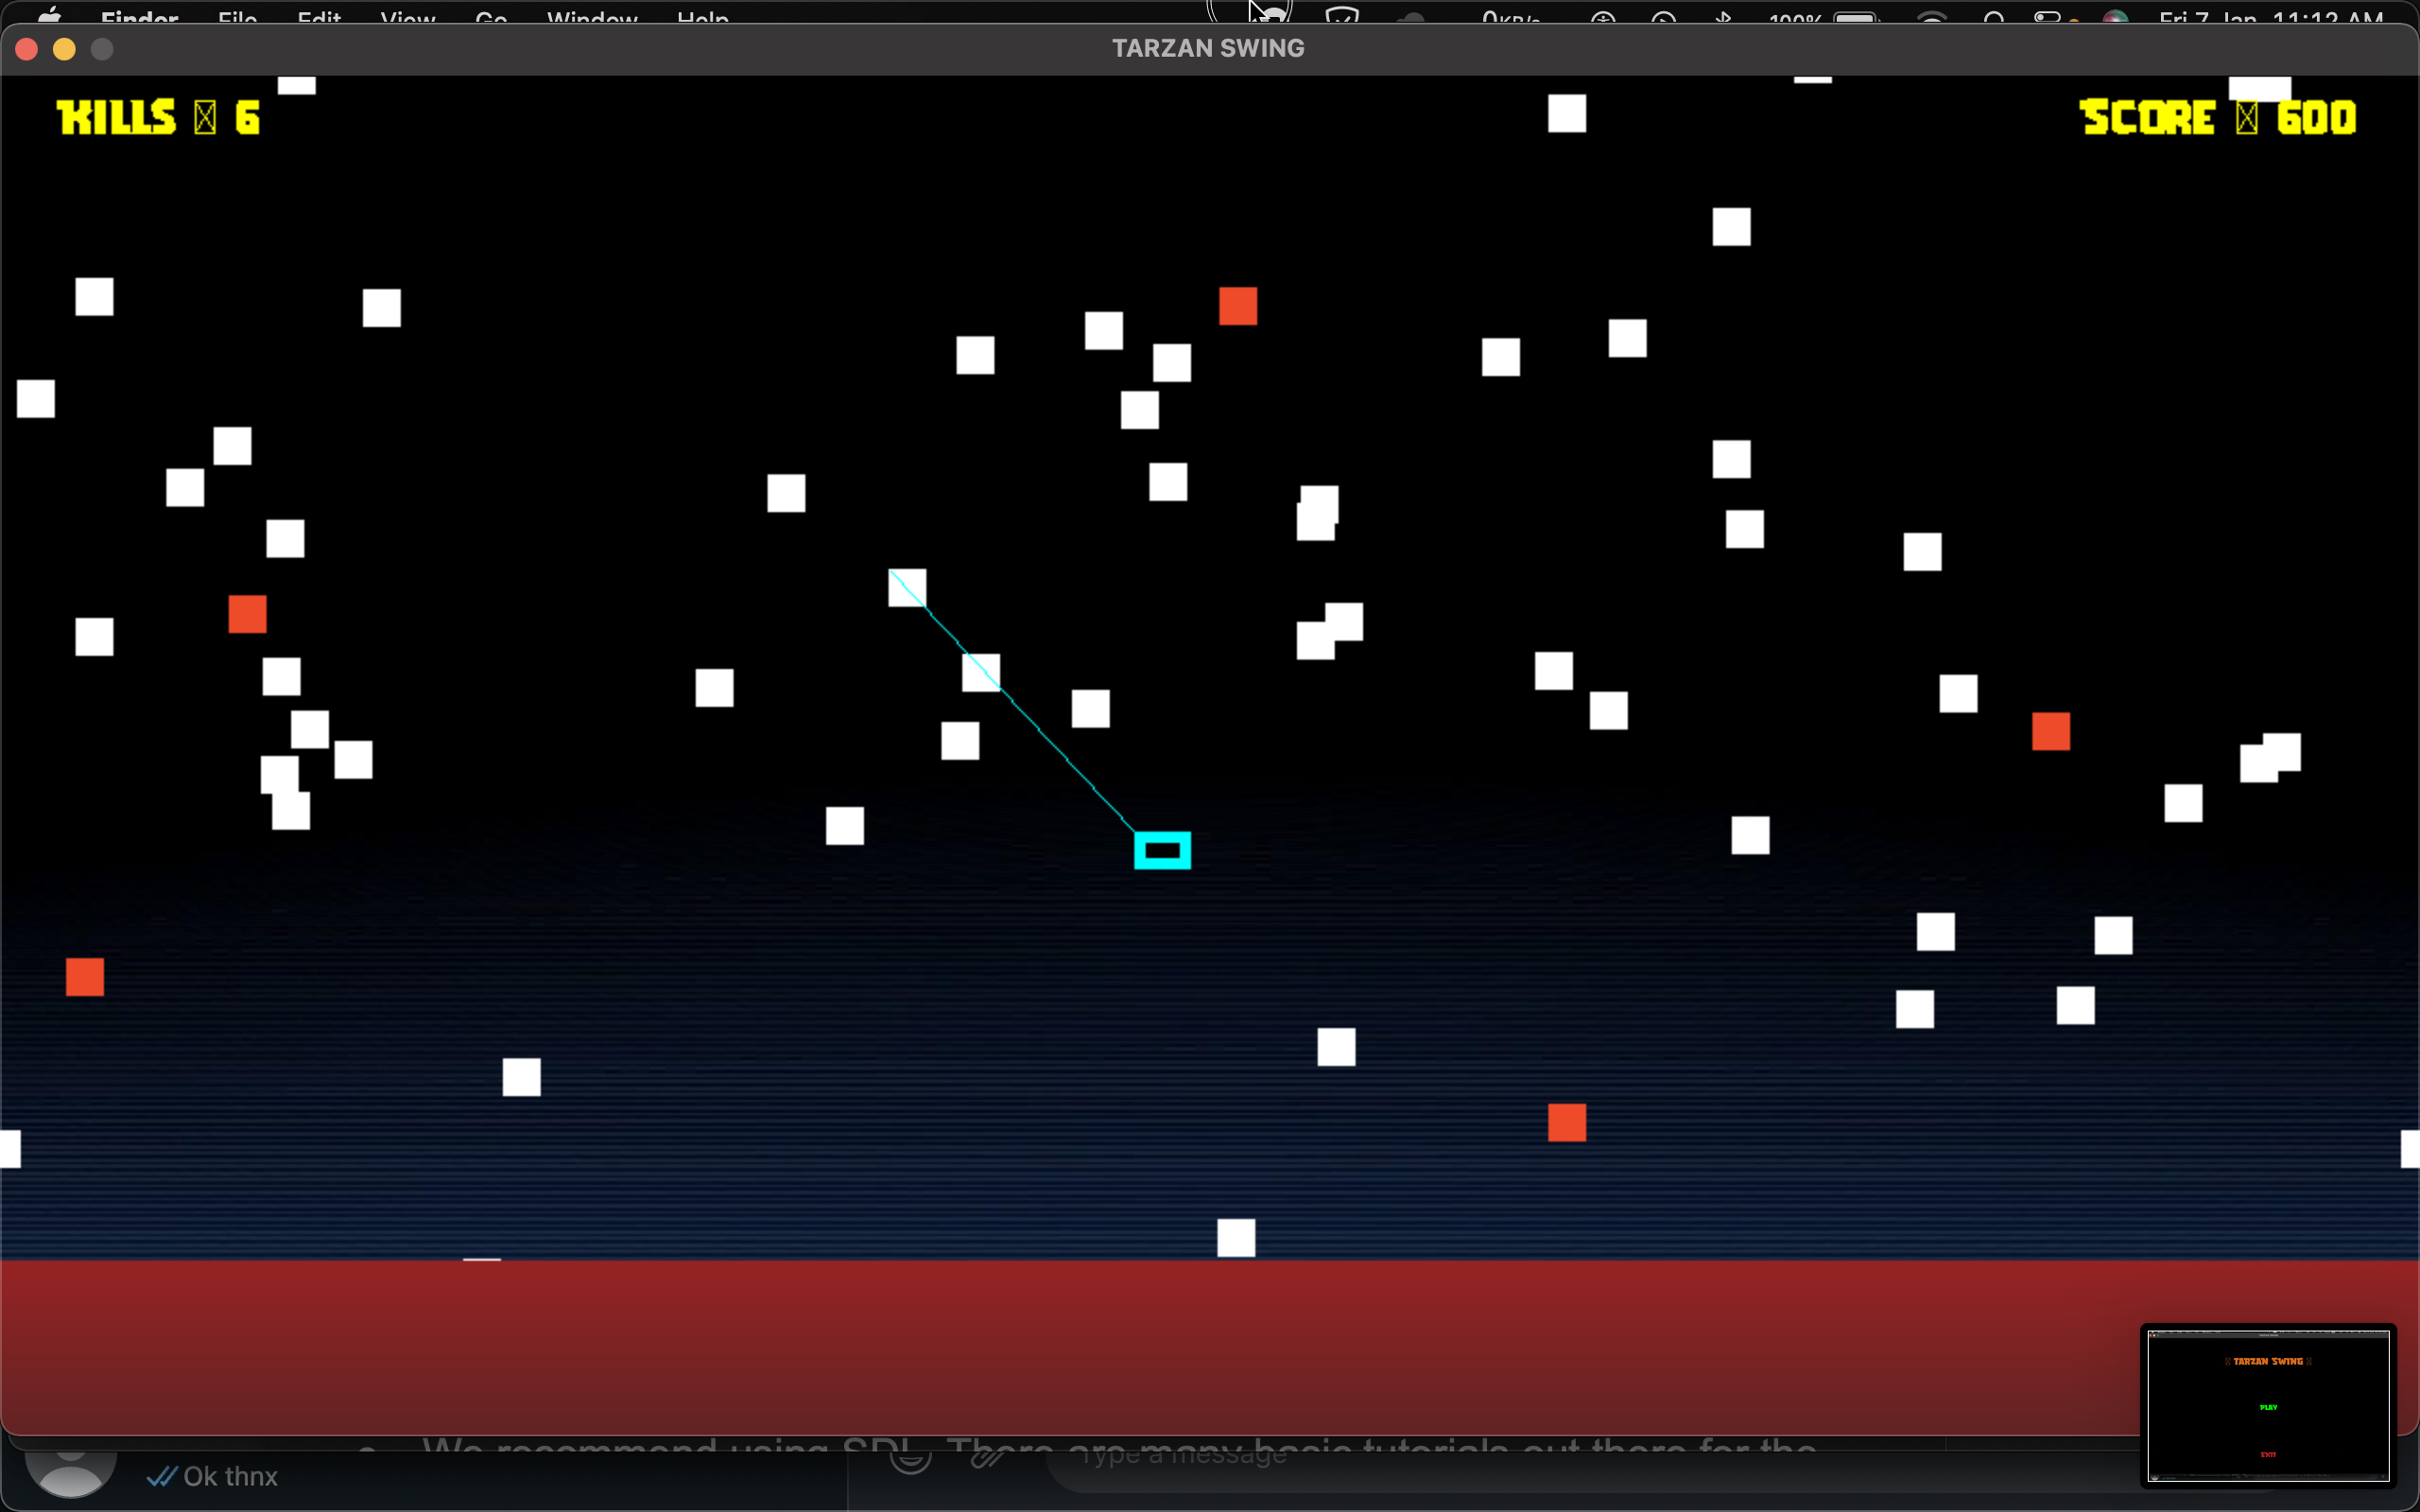 Finder File Edit View Go Window Help 0KB/s 100% Fri 7 Jan 11:12 AM
TARZAN SWING
KILLS 6
SCORE 600
TARZAN SWING
PLAY
EXIT
We recommend using SDL. There are many basic tutorials out there for the
Type a message
Ok thnx